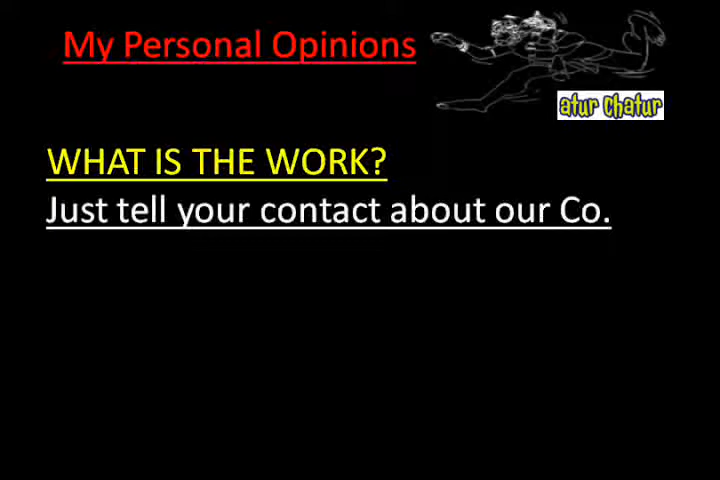 My Personal Opinions
atur Chatur
WHAT IS THE WORK?
Just tell your contact about our Co.